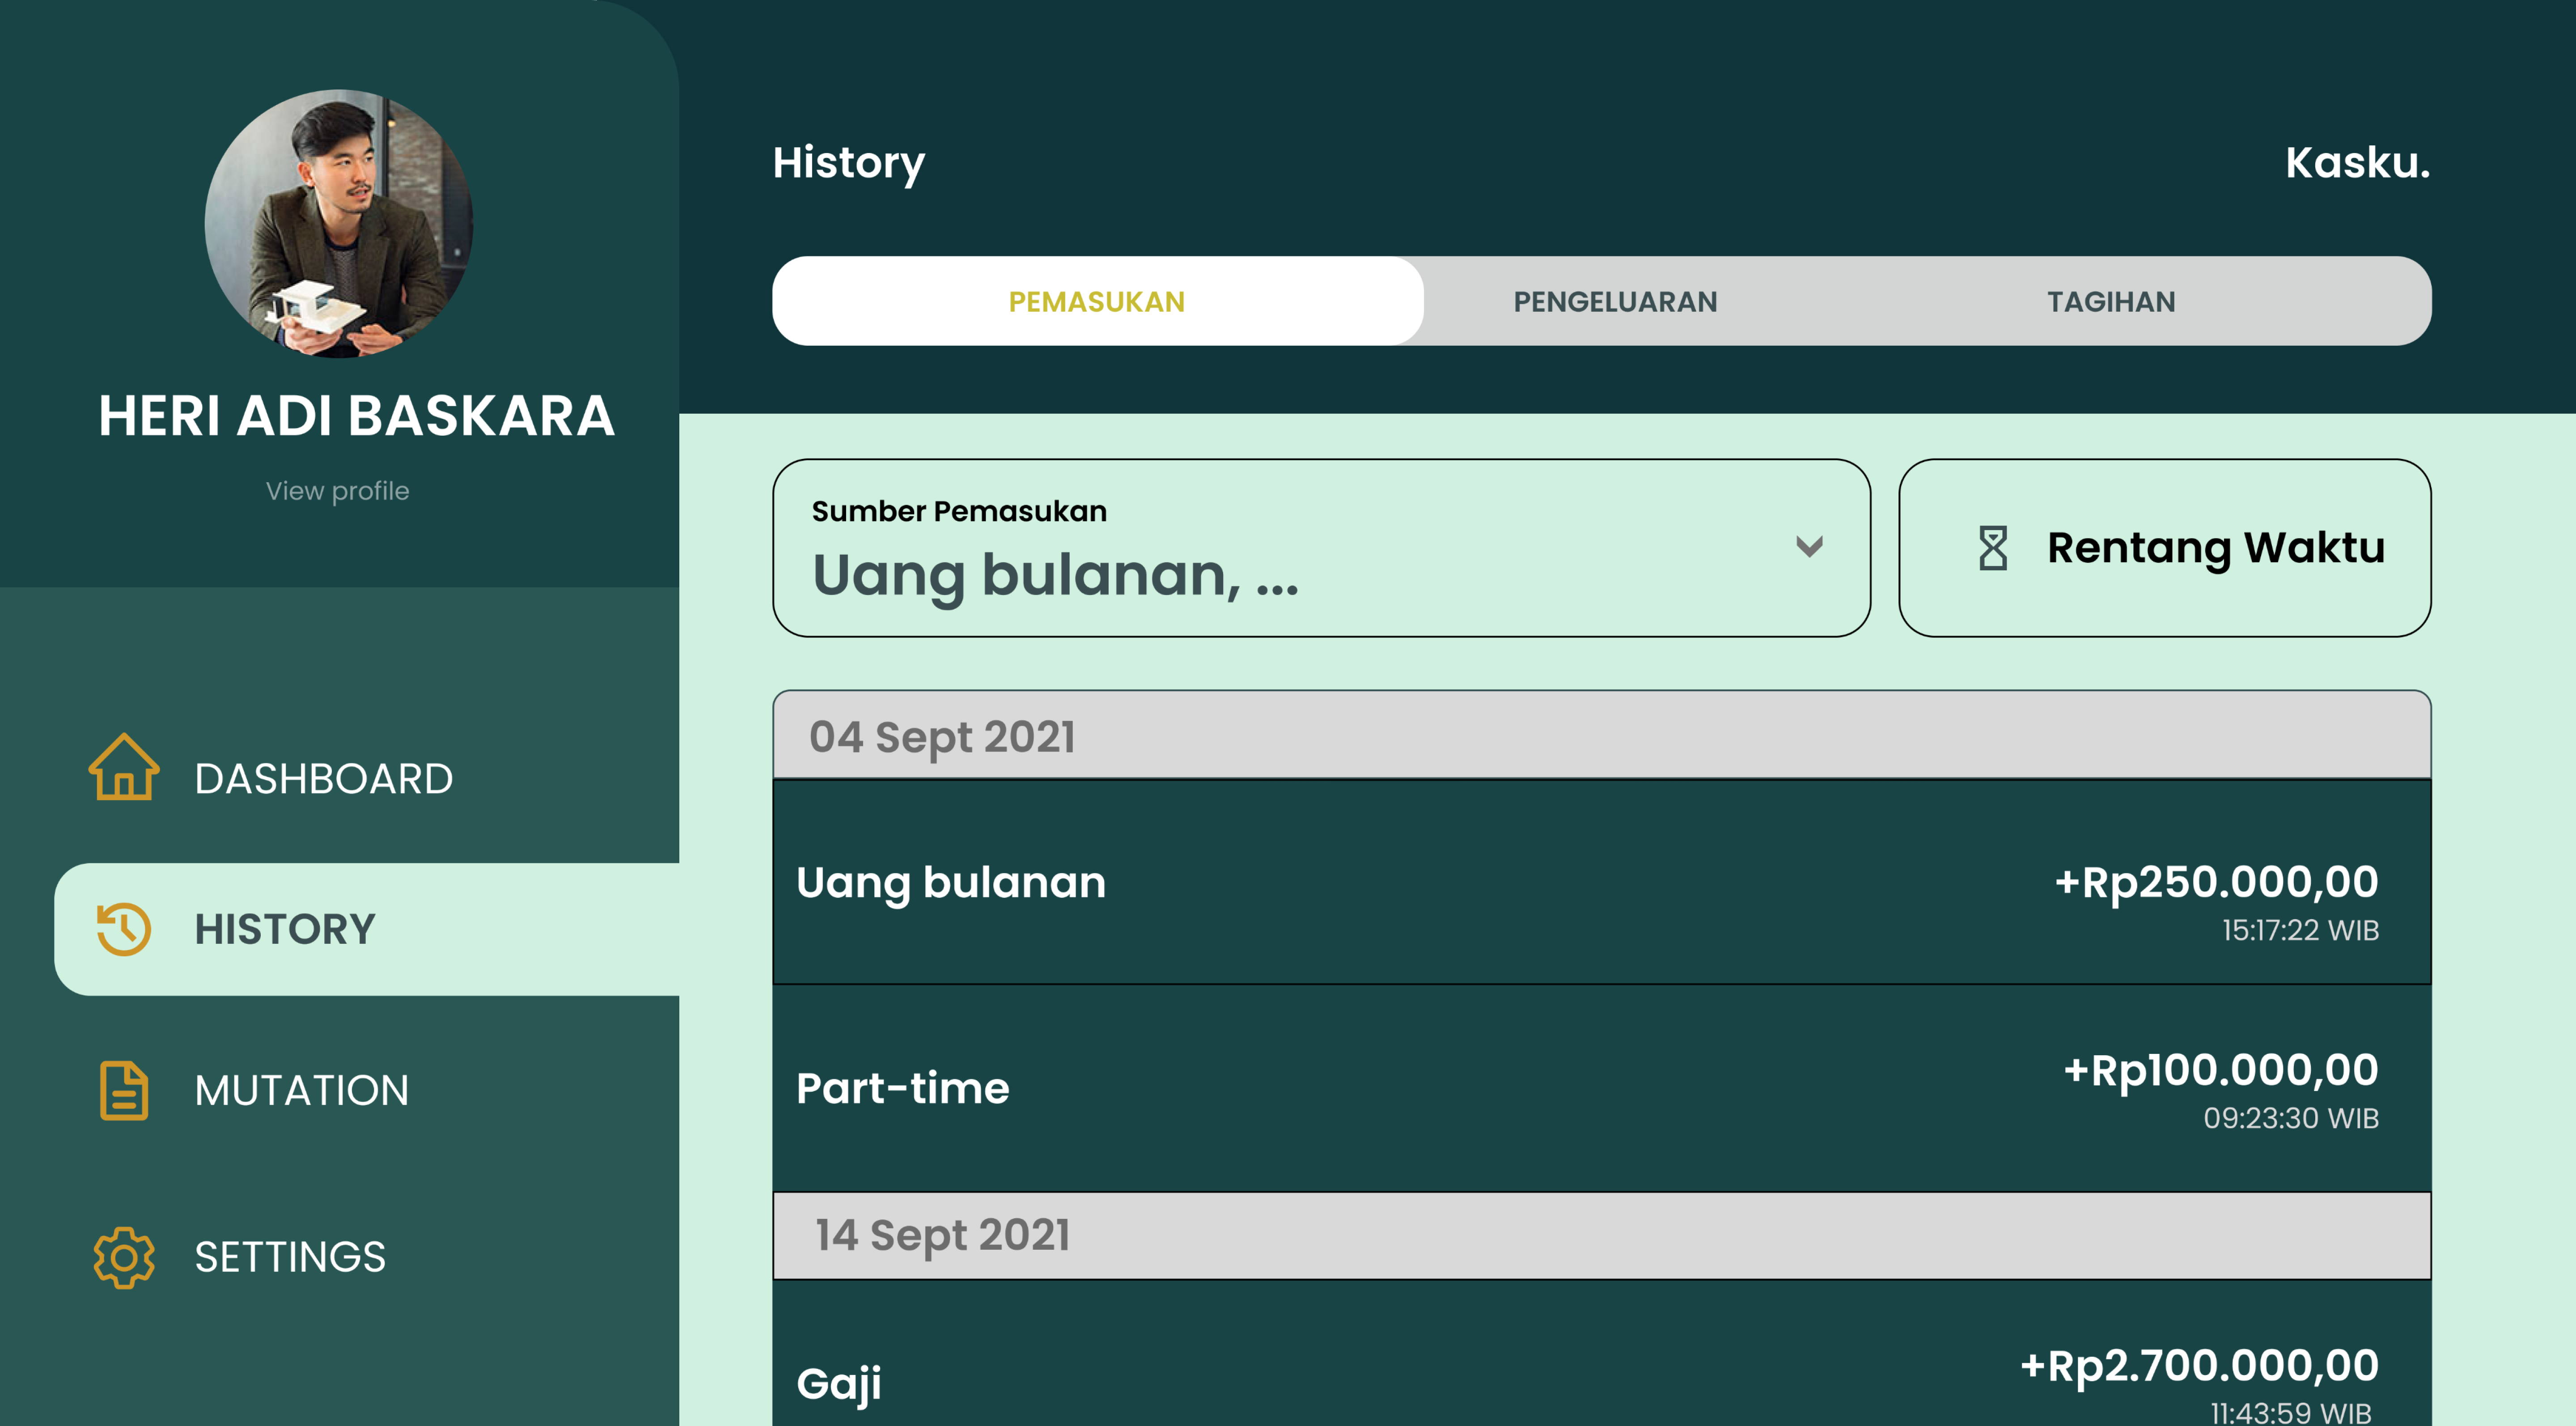 HERI ADI BASKARA
View profile
DASHBOARD
HISTORY
MUTATION
SETTINGS
History
Kasku.
PEMASUKAN
PENGELUARAN
TAGIHAN
Sumber Pemasukan
Uang bulanan, ...
Rentang Waktu
04 Sept 2021
Uang bulanan
+Rp250.000,00
15:17:22 WIB
Part-time
+Rp100.000,00
09:23:30 WIB
14 Sept 2021
Gaji
+Rp2.700.000,00
11:43:59 WIB